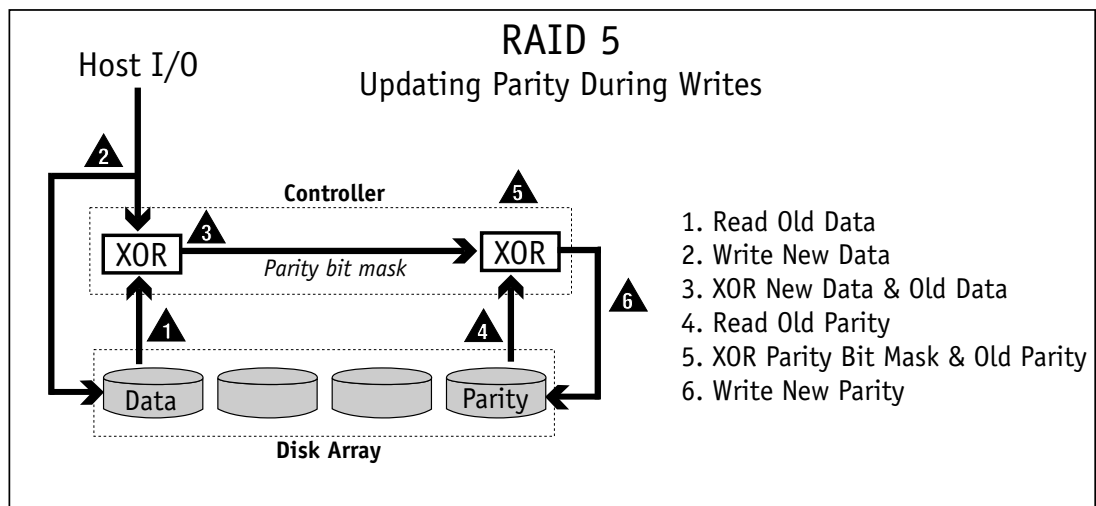 RAID 5
Updating Parity During Writes
Host I/O
2
Controller
5
XOR
3
Parity bit mask
XOR
6
1
4
Data
Parity
Disk Array
1. Read Old Data
2. Write New Data
3. XOR New Data & Old Data
4. Read Old Parity
5. XOR Parity Bit Mask & Old Parity
6. Write New Parity